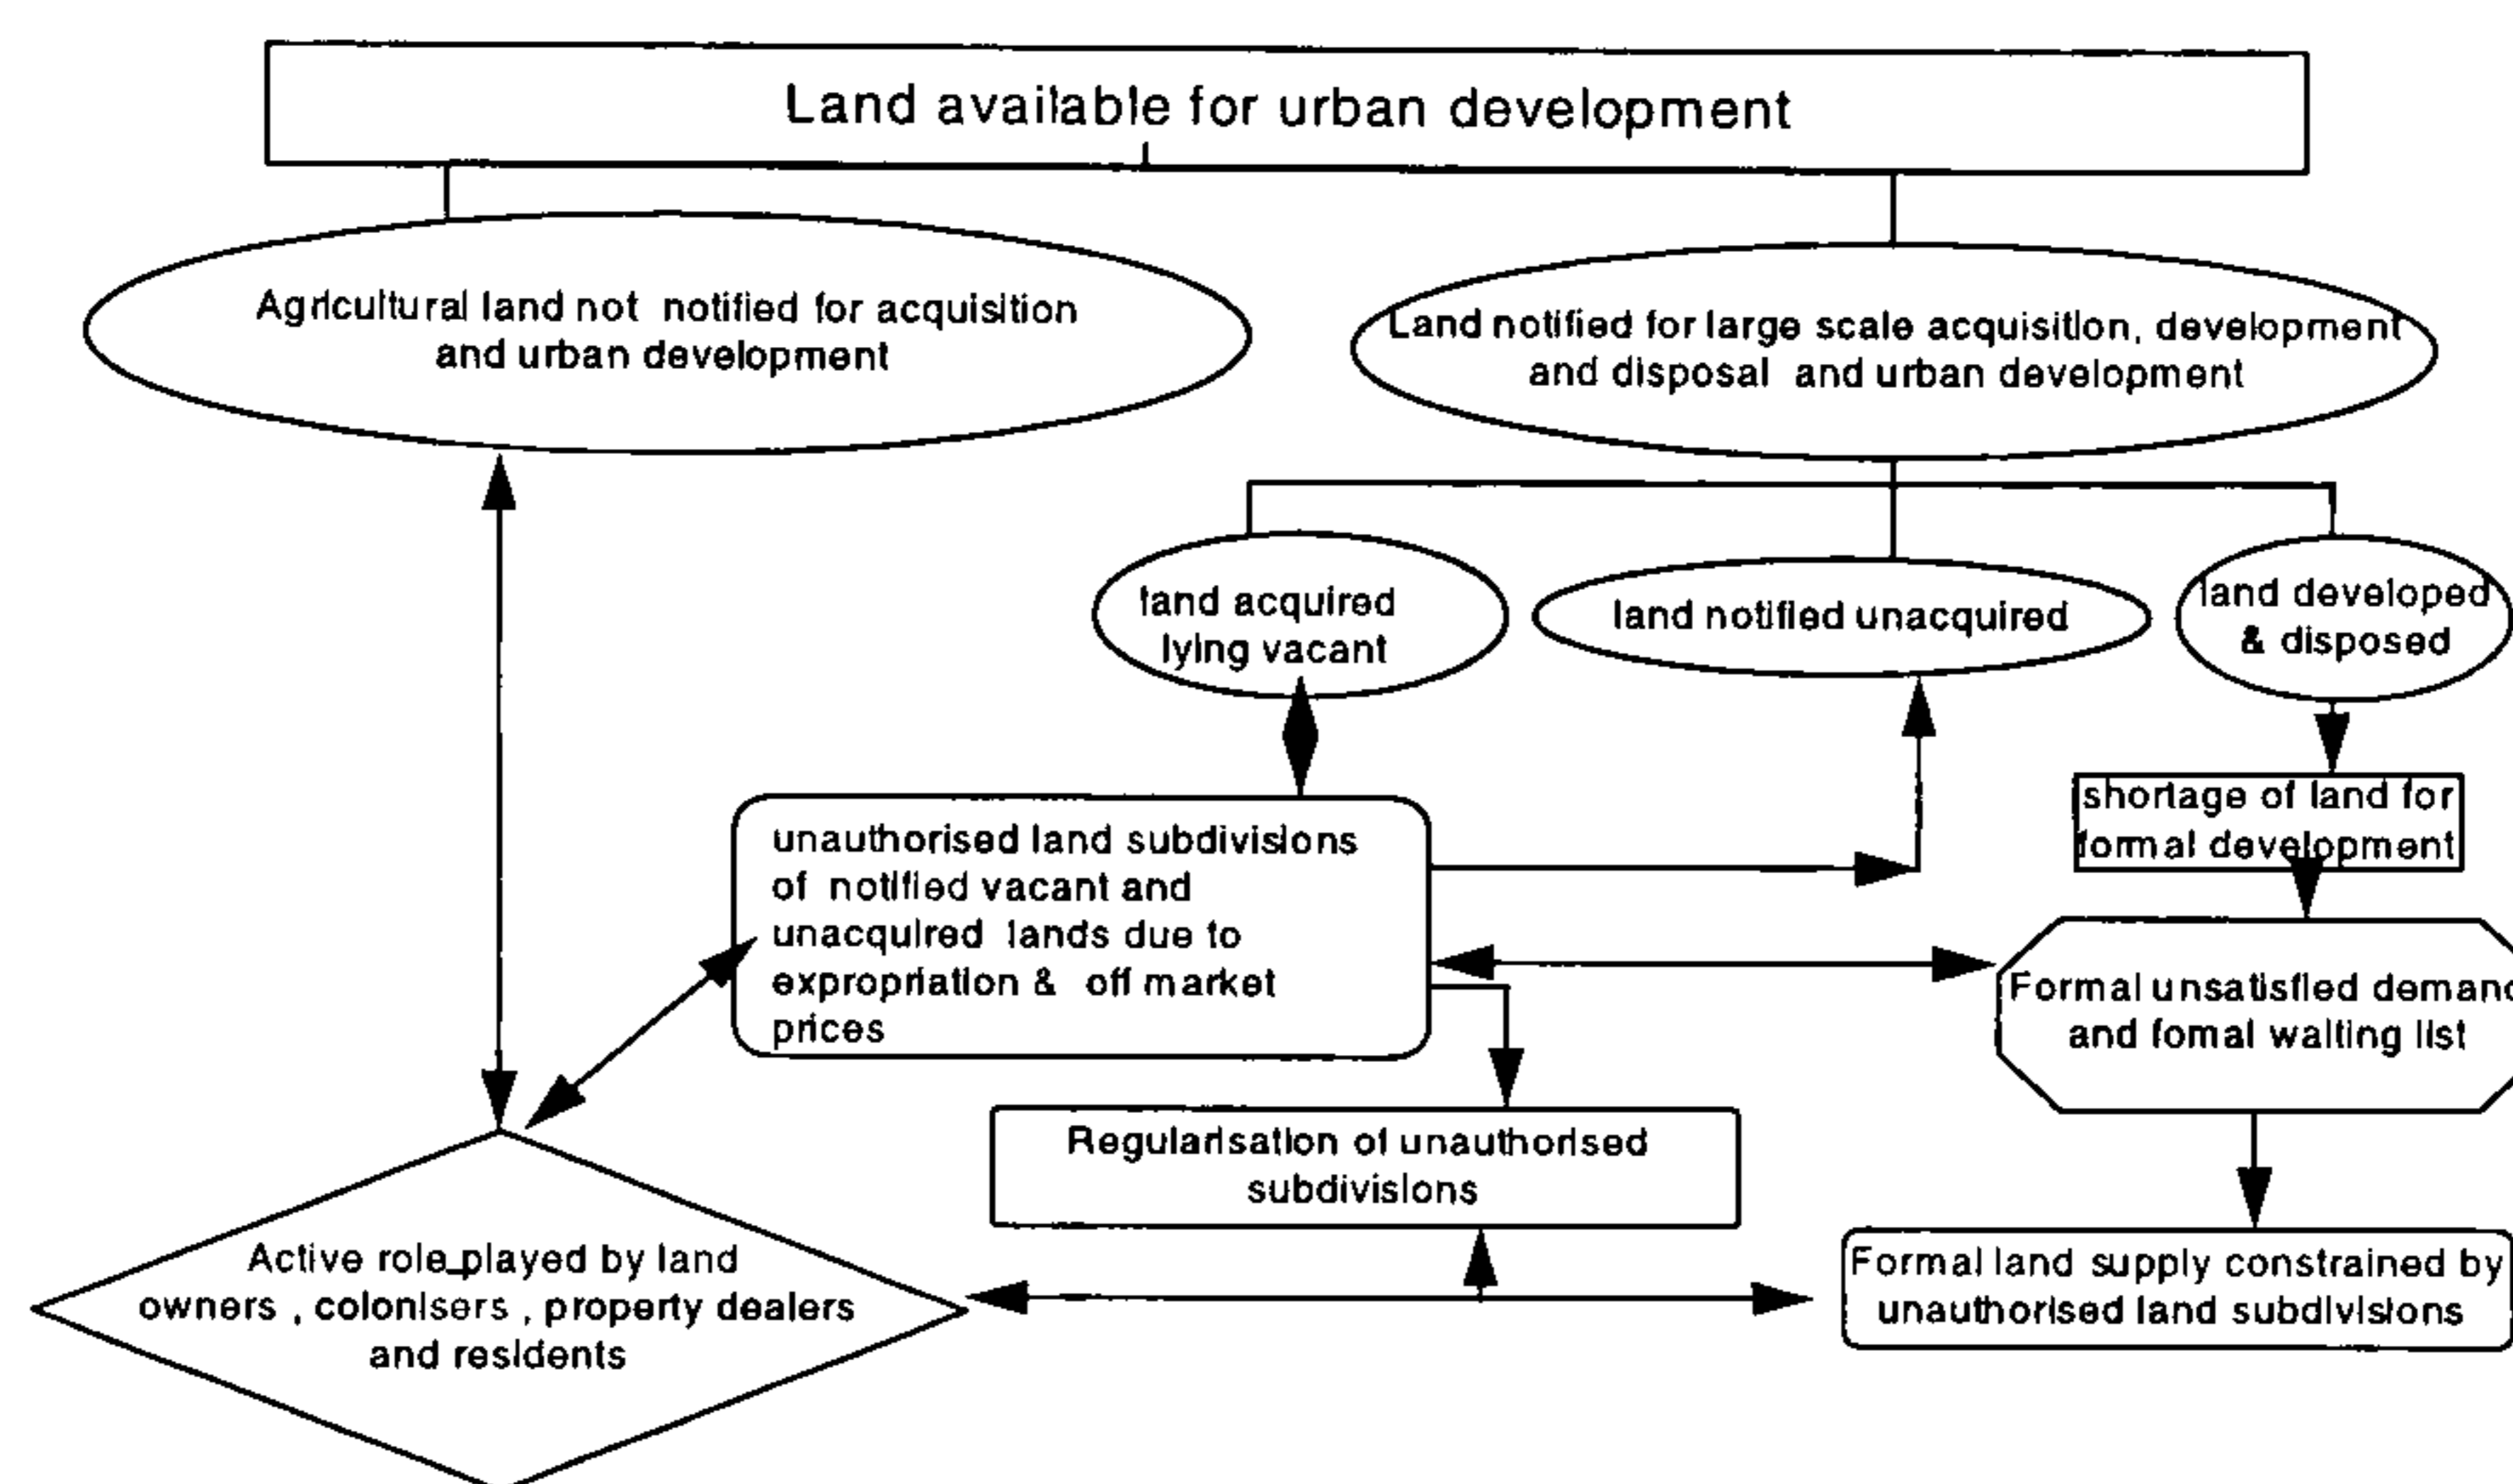 Land available for urban development
Agricultural land not notified for acquisition
and urban development
Land notified for large scale acquisition, development
and disposal and urban development
land acquired
lying vacant
land notified unacquired
land developed
& disposed
shortage of land for
formal development
unauthorised land subdivisions
of notified vacant and
unacquired lands due to
expropriation & off market
prices
Formal unsatisfied demand
and fomal waiting list
Regularisation of unauthorised
subdivisions
Active role played by land
owners , colonisers , property dealers
and residents
Formal land supply constrained by
unauthorised land subdivisions